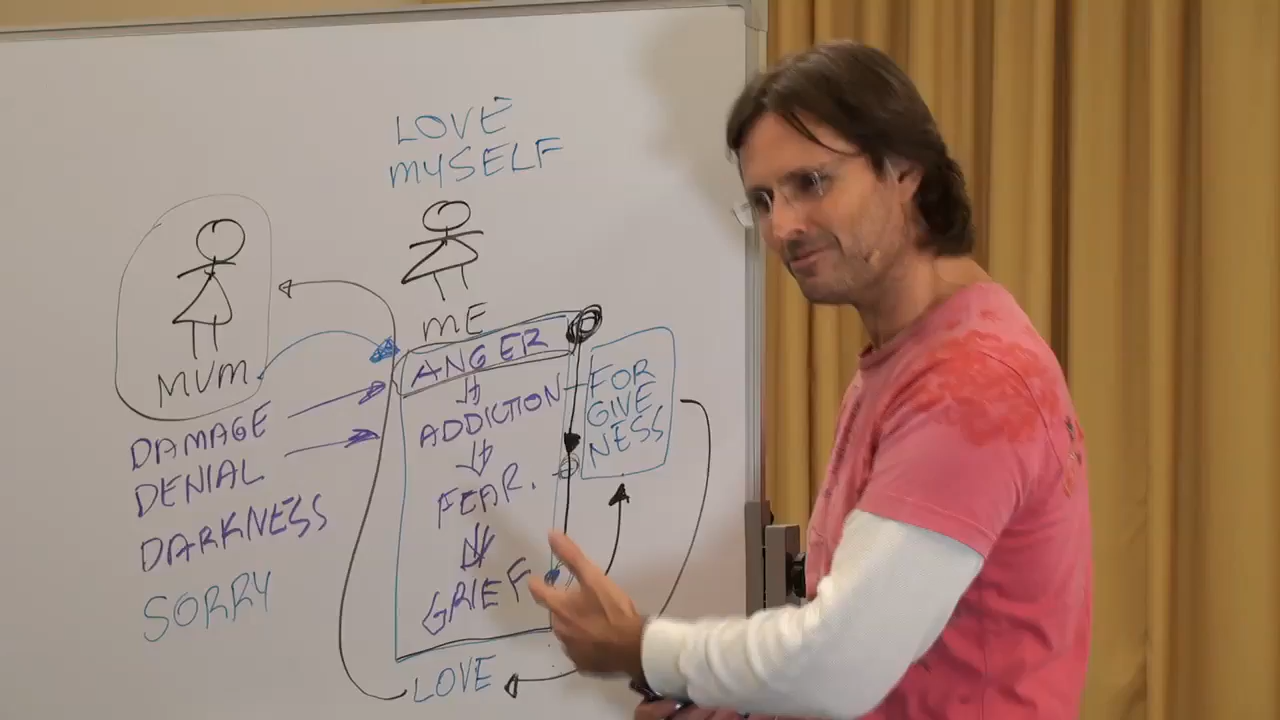 LOVE
MYSELF
ME
MUM
DAMAGE
DENIAL
DARKNESS
SORRY
ANGER
ADDICTION
FEAR.
GRIEF
FOR
GIVE
NESS
LOVE